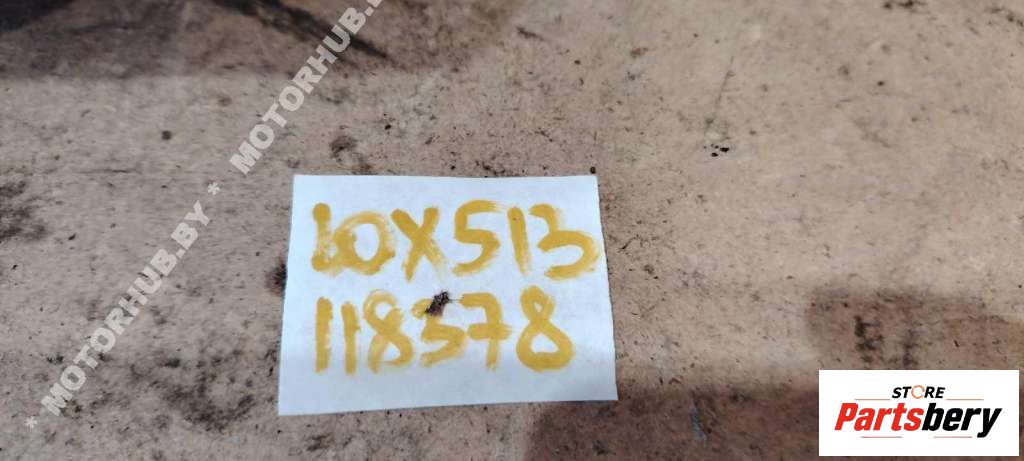 * MOTORHUB.BY * MOTORHUB.BY
10X513
118578
STORE
Partsbery